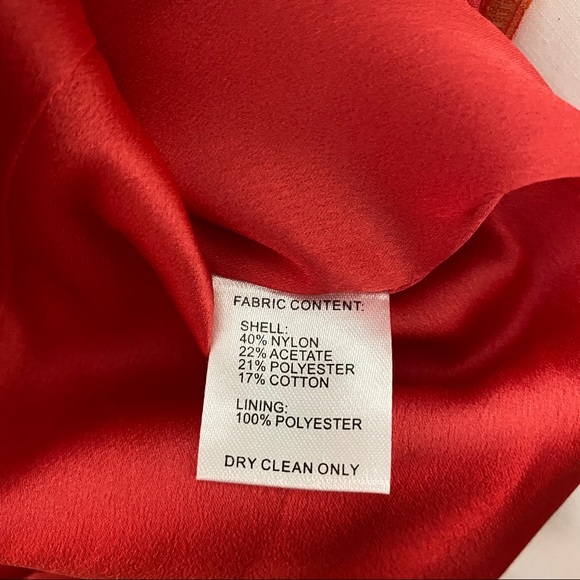 FABRIC CONTENT:
SHELL:
40% NYLON
22% ACETATE
21% POLYESTER
17% COTTON
LINING:
100% POLYESTER
DRY CLEAN ONLY